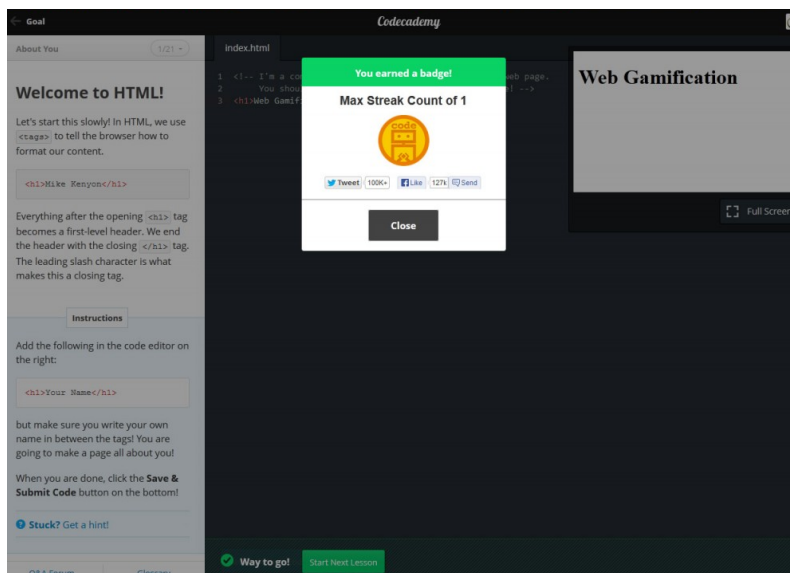 Goal
Codecademy
About You
1/21
index.html
Welcome to HTML!
Let's start this slowly! In HTML, we use
<tags> to tell the browser how to
format our content.
<h1>Mike Kenyon</h1>
Everything after the opening <h1> tag
becomes a first-level header. We end
the header with the closing </h1> tag.
The leading slash character is what
makes this a closing tag.
Instructions
Add the following in the code editor on
the right:
<h1>Your Name</h1>
but make sure you write your own
name in between the tags! You are
going to make a page all about you!
When you are done, click the Save &
Submit Code button on the bottom!
Stuck? Get a hint!
Q&A Forum
Glossary
1 <!-- I'm a co
web page.
2 You shou
! -->
3 <h1>Web Gamif
You earned a badge!
Max Streak Count of 1
code
Tweet 100K+ Like 127k Send
Close
Web Gamification
Full Screen
Way to go!
Start Next Lesson